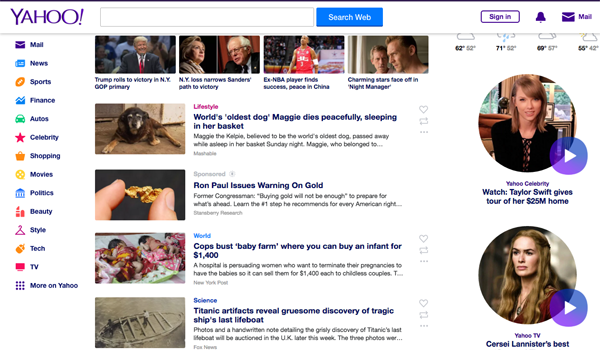 YAHOO!
Search Web
Sign in
Mail
Mail
News
Sports
Finance
Autos
Celebrity
Shopping
Movies
Politics
Beauty
Style
Tech
TV
More on Yahoo
Trump rolls to victory in N.Y.
GOP primary
N.Y. loss narrows Sanders'
path to victory
Ex-NBA player finds
success, peace in China
Charming stars face off in
'Night Manager'
Lifestyle
World's 'oldest dog' Maggie dies peacefully, sleeping
in her basket
Maggie the Kelpie, believed to be the world's oldest dog, passed away
while asleep in her basket Sunday night. Maggie, who belonged to…
Mashable
Sponsored
Ron Paul Issues Warning On Gold
Former Congressman: "Buying gold will not be enough" to prepare for
what's ahead. Learn the #1 step he recommends for every American right…
Stansberry Research
World
Cops bust 'baby farm' where you can buy an infant for
$1,400
A hospital is persuading women who want to terminate their pregnancies to
have the babies so it can sell them for $1,400 each to childless couples. T…
New York Post
Science
Titanic artifacts reveal gruesome discovery of tragic
ship's last lifeboat
Photos and a handwritten note detailing the grisly discovery of Titanic's last
lifeboat will be auctioned in the U.K. later this week. The three photos wer…
Fox News
62° 52°
71° 52°
69° 57°
66° 55°
Yahoo Celebrity
Watch: Taylor Swift gives
tour of her $25M home
Yahoo TV
Cersei Lannister's best